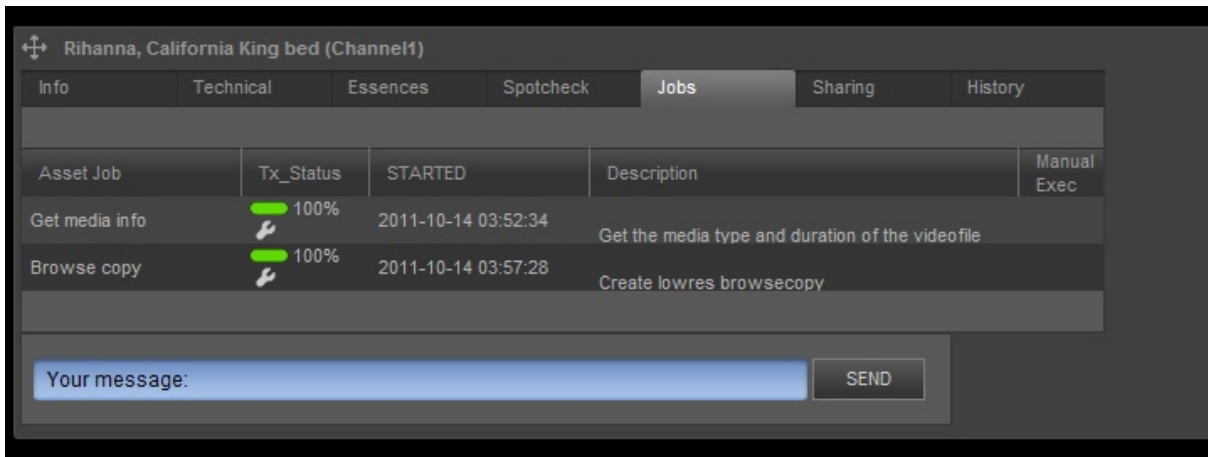 Rihanna, California King bed (Channel1)
Info Technical Essences Spotcheck Jobs Sharing History
Asset Job Tx_Status STARTED Description Manual Exec
Get media info 100% 2011-10-14 03:52:34 Get the media type and duration of the videofile
Browse copy 100% 2011-10-14 03:57:28 Create lowres browsecopy
Your message: SEND